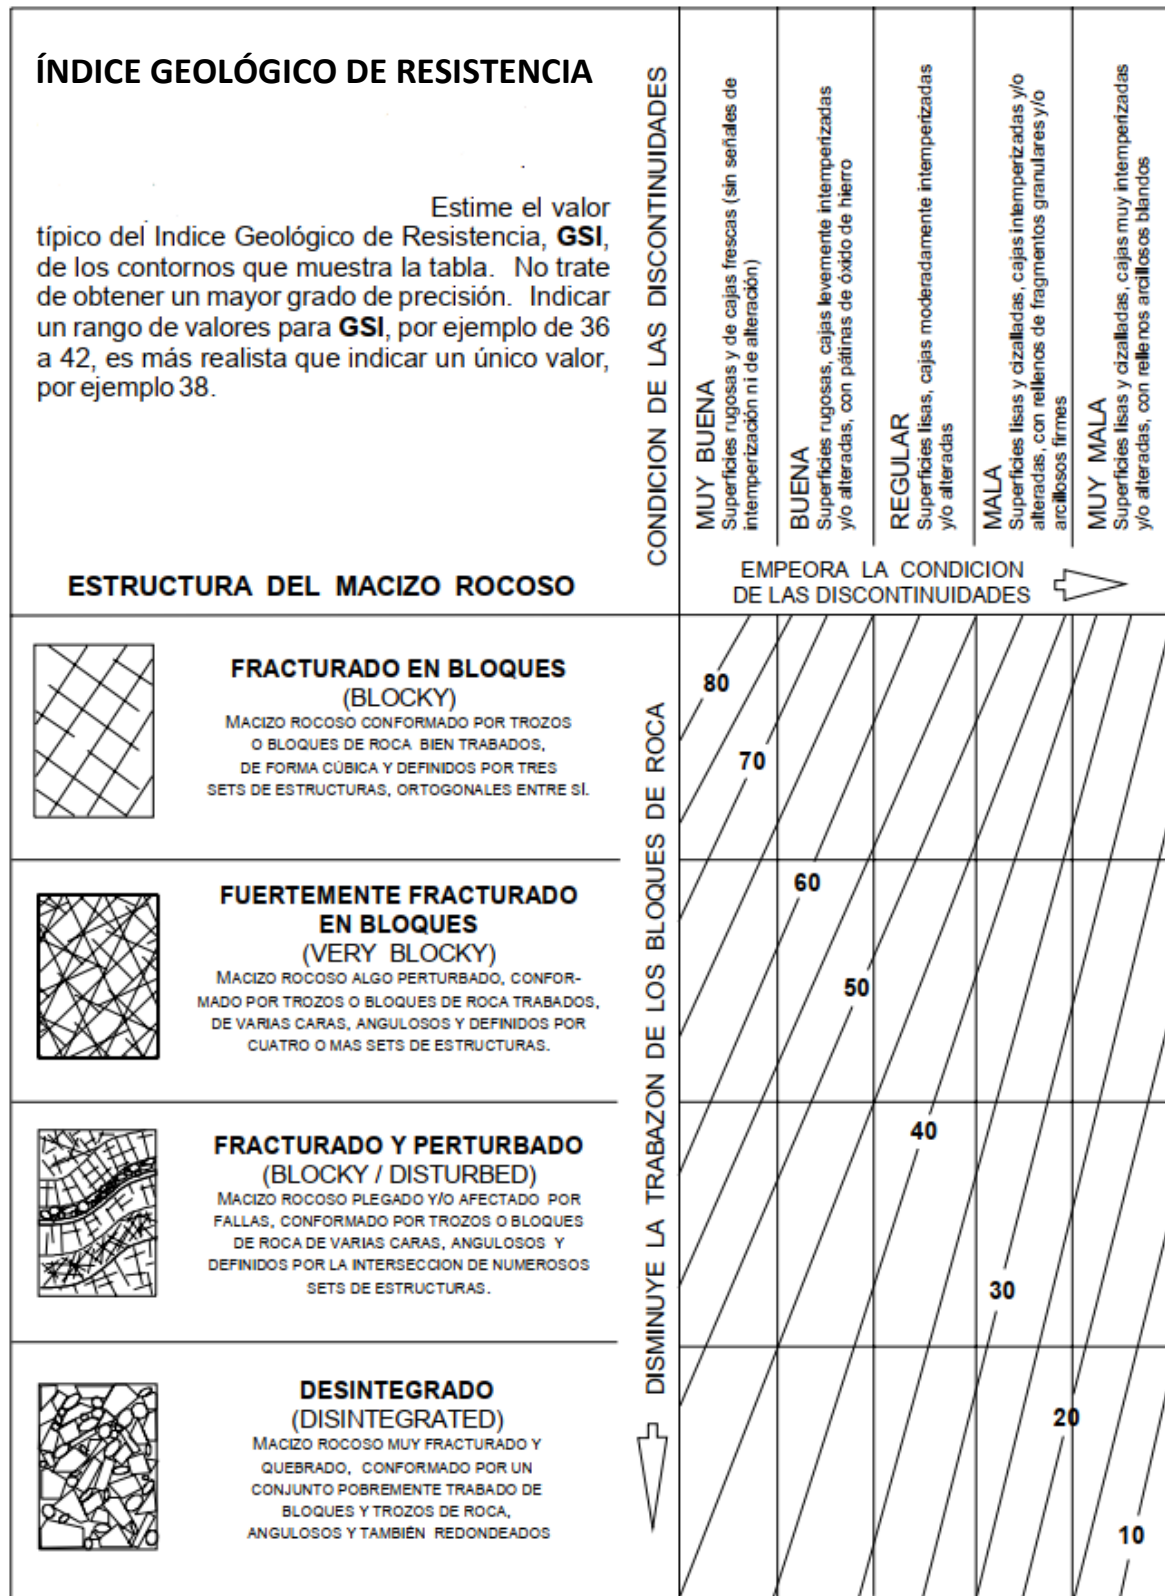 ÍNDICE GEOLÓGICO DE RESISTENCIA
Estime el valor
típico del Indice Geológico de Resistencia, GSI,
de los contornos que muestra la tabla. No trate
de obtener un mayor grado de precisión. Indicar
un rango de valores para GSI, por ejemplo de 36
a 42, es más realista que indicar un único valor,
por ejemplo 38.
ESTRUCTURA DEL MACIZO ROCOSO
CONDICION DE LAS DISCONTINUIDADES
MUY BUENA
Superficies rugosas y de cajas frescas (sin señales de
intemperización ni de alteración)
BUENA
Superficies rugosas, cajas levemente intemperizadas
y/o alteradas, con pátinas de óxido de hierro
REGULAR
Superficies lisas, cajas moderadamente intemperizadas
y/o alteradas
MALA
Superficies lisas y cizalladas, cajas intemperizadas y/o
alteradas, con rellenos de fragmentos granulares y/o
arcillosos firmes
MUY MALA
Superficies lisas y cizalladas, cajas muy intemperizadas
y/o alteradas, con rellenos arcillosos blandos
EMPEORA LA CONDICION
DE LAS DISCONTINUIDADES
DISMINUYE LA TRABAZON DE LOS BLOQUES DE ROCA
FRACTURADO EN BLOQUES
(BLOCKY)
MACIZO ROCOSO CONFORMADO POR TROZOS
O BLOQUES DE ROCA BIEN TRABADOS,
DE FORMA CÚBICA Y DEFINIDOS POR TRES
SETS DE ESTRUCTURAS, ORTOGONALES ENTRE SÍ.
FUERTEMENTE FRACTURADO
EN BLOQUES
(VERY BLOCKY)
MACIZO ROCOSO ALGO PERTURBADO, CONFOR-
MADO POR TROZOS O BLOQUES DE ROCA TRABADOS,
DE VARIAS CARAS, ANGULOSOS Y DEFINIDOS POR
CUATRO O MAS SETS DE ESTRUCTURAS.
FRACTURADO Y PERTURBADO
(BLOCKY / DISTURBED)
MACIZO ROCOSO PLEGADO Y/O AFECTADO POR
FALLAS, CONFORMADO POR TROZOS O BLOQUES
DE ROCA DE VARIAS CARAS, ANGULOSOS Y
DEFINIDOS POR LA INTERSECCION DE NUMEROSOS
SETS DE ESTRUCTURAS.
DESINTEGRADO
(DISINTEGRATED)
MACIZO ROCOSO MUY FRACTURADO Y
QUEBRADO, CONFORMADO POR UN
CONJUNTO POBREMENTE TRABADO DE
BLOQUES Y TROZOS DE ROCA,
ANGULOSOS Y TAMBIÉN REDONDEADOS
80
70
60
50
40
30
20
10